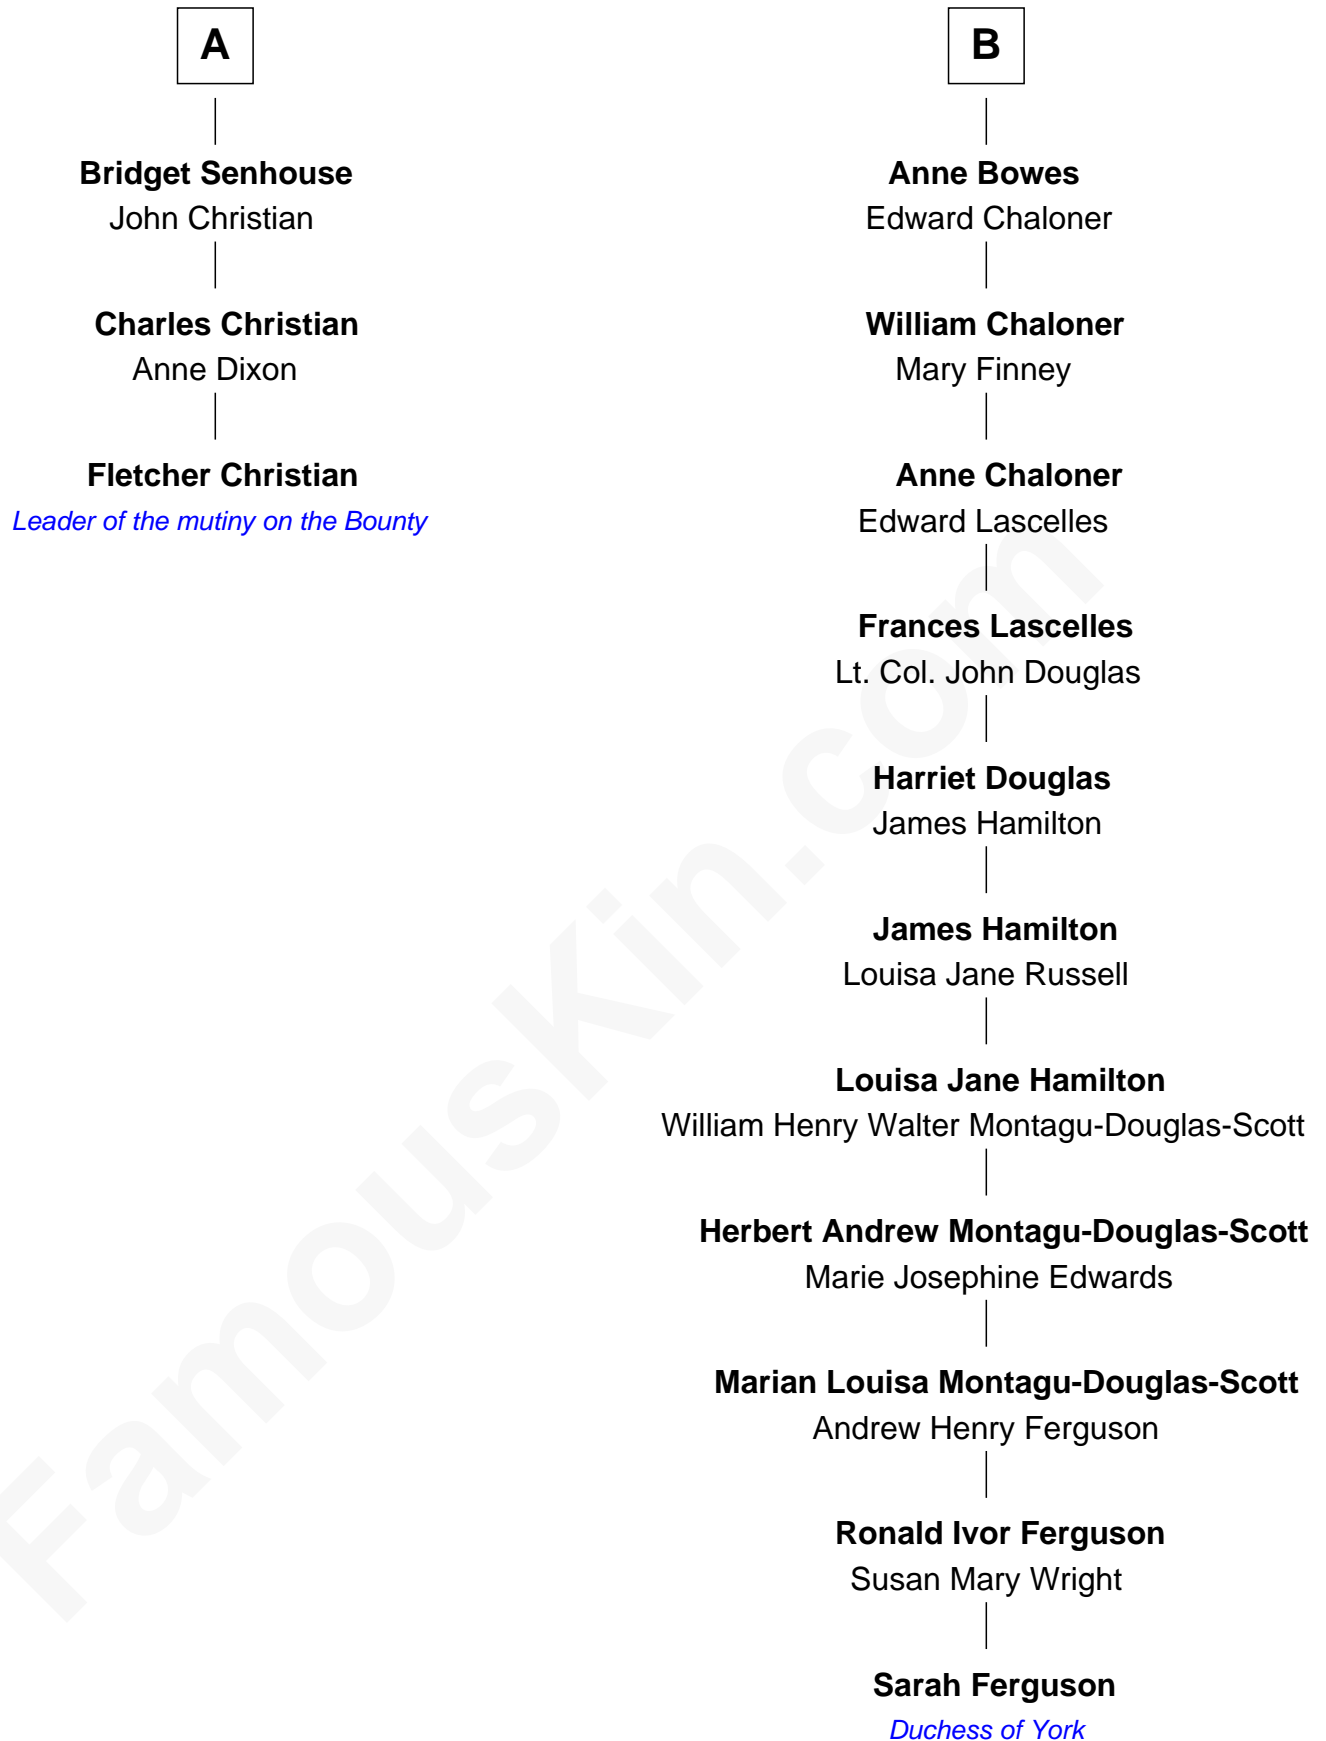 A
Bridget Senhouse
John Christian
Charles Christian
Anne Dixon
Fletcher Christian
Leader of the mutiny on the Bounty
B
Anne Bowes
Edward Chaloner
William Chaloner
Mary Finney
Anne Chaloner
Edward Lascelles
Frances Lascelles
Lt. Col. John Douglas
Harriet Douglas
James Hamilton
James Hamilton
Louisa Jane Russell
Louisa Jane Hamilton
William Henry Walter Montagu-Douglas-Scott
Herbert Andrew Montagu-Douglas-Scott
Marie Josephine Edwards
Marian Louisa Montagu-Douglas-Scott
Andrew Henry Ferguson
Ronald Ivor Ferguson
Susan Mary Wright
Sarah Ferguson
Duchess of York
FamousKin.com